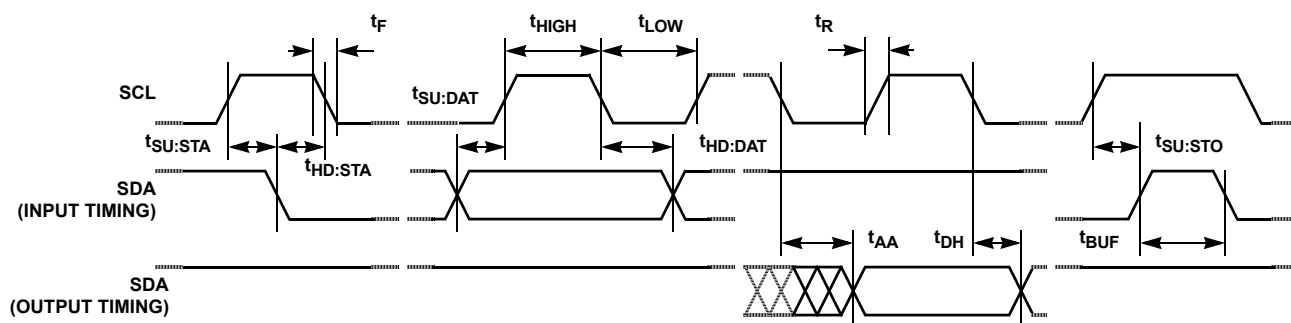 tF
tHIGH
tLOW
tR
SCL
tSU:DAT
tSU:STA
tHD:STA
tHD:DAT
tSU:STO
SDA
(INPUT TIMING)
tAA
tDH
tBUF
SDA
(OUTPUT TIMING)